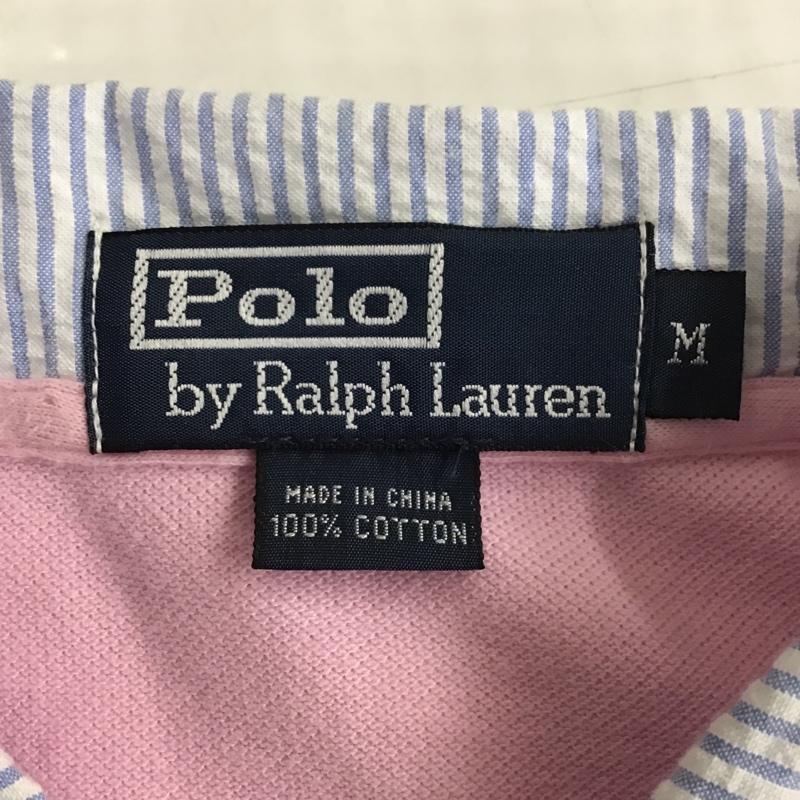 Polo
by Ralph Lauren
M
MADE IN CHINA
100% COTTON